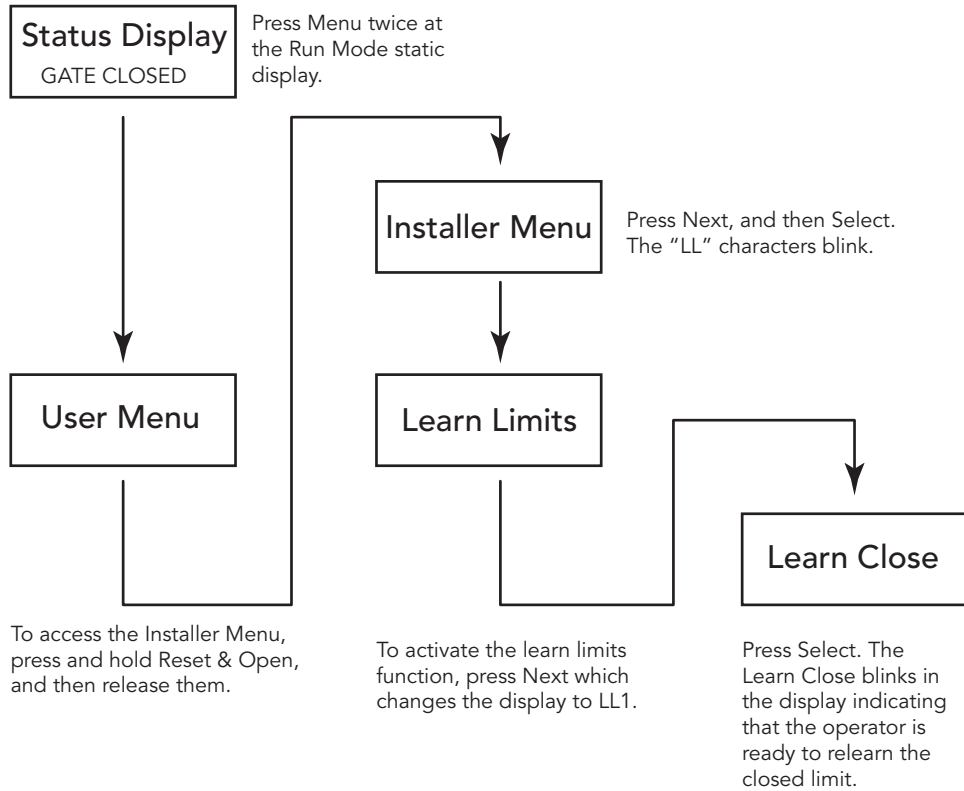 Status Display
GATE CLOSED
Press Menu twice at
the Run Mode static
display.
User Menu
To access the Installer Menu,
press and hold Reset & Open,
and then release them.
Installer Menu
Press Next, and then Select.
The “LL” characters blink.
Learn Limits
To activate the learn limits
function, press Next which
changes the display to LL1.
Learn Close
Press Select. The
Learn Close blinks in
the display indicating
that the operator is
ready to relearn the
closed limit.